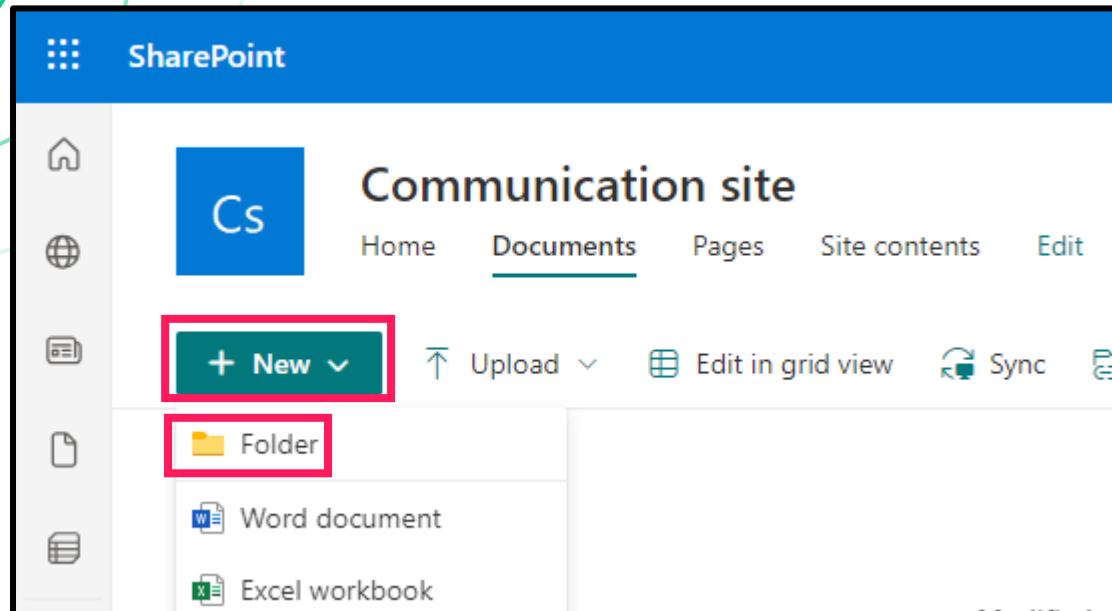 SharePoint
Cs
Communication site
Home Documents Pages Site contents Edit
+ New Upload Edit in grid view Sync
Folder
Word document
Excel workbook